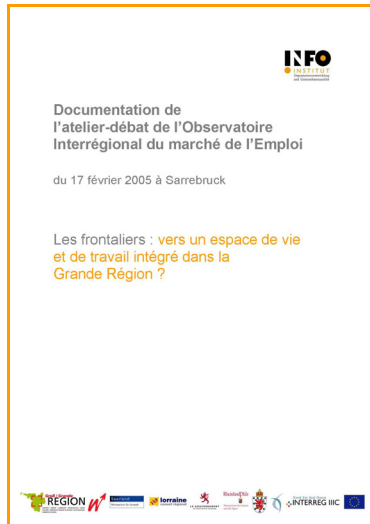 INFO
INSTITUT
Documentation de
l'atelier-débat de l'Observatoire
Interrégional du marché de l'Emploi
du 17 février 2005 à Sarrebruck
Les frontaliers : vers un espace de vie
et de travail intégré dans la
Grande Région ?
REGION
lorraine
INTERREG IIIC